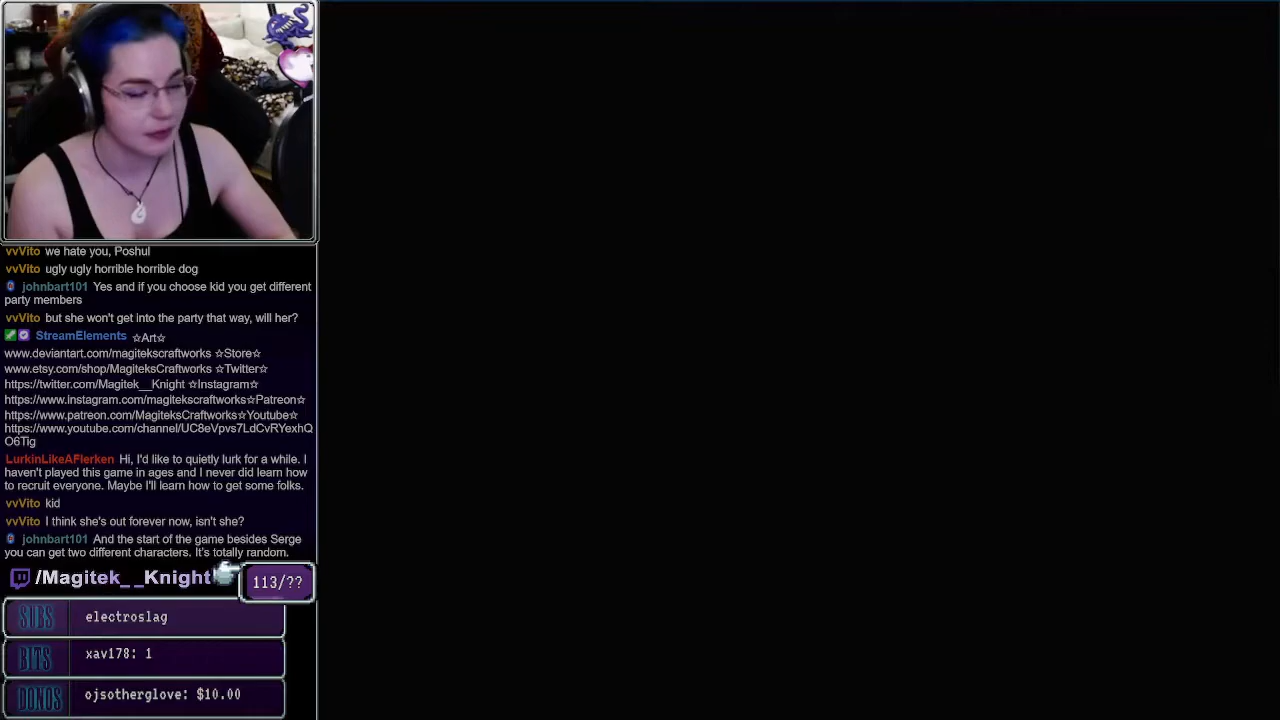 vvVito we hate you, Poshul
vvVito ugly ugly horrible horrible dog
johnbart101 Yes and if you choose kid you get different
party members
vvVito but she won't get into the party that way, will her?
StreamElements ☆Art☆
www.deviantart.com/magitekscraftworks ☆Store☆
www.etsy.com/shop/MagiteksCraftworks ☆Twitter☆
https://twitter.com/Magitek__Knight ☆Instagram☆
https://www.instagram.com/magitekscraftworks☆Patreon☆
https://www.patreon.com/MagiteksCraftworks☆Youtube☆
https://www.youtube.com/channel/UC8eVpvs7LdCvRYexhQ
O6Tig
LurkinLikeAFlerken Hi, I'd like to quietly lurk for a while. I
haven't played this game in ages and I never did learn how
to recruit everyone. Maybe I'll learn how to get some folks.
vvVito kid
vvVito I think she's out forever now, isn't she?
johnbart101 And the start of the game besides Serge
you can get two different characters. It's totally random.
/Magitek__Knight
113/??
SUBS electroslag
BITS xav178: 1
DONOS ojsotherglove: $10.00